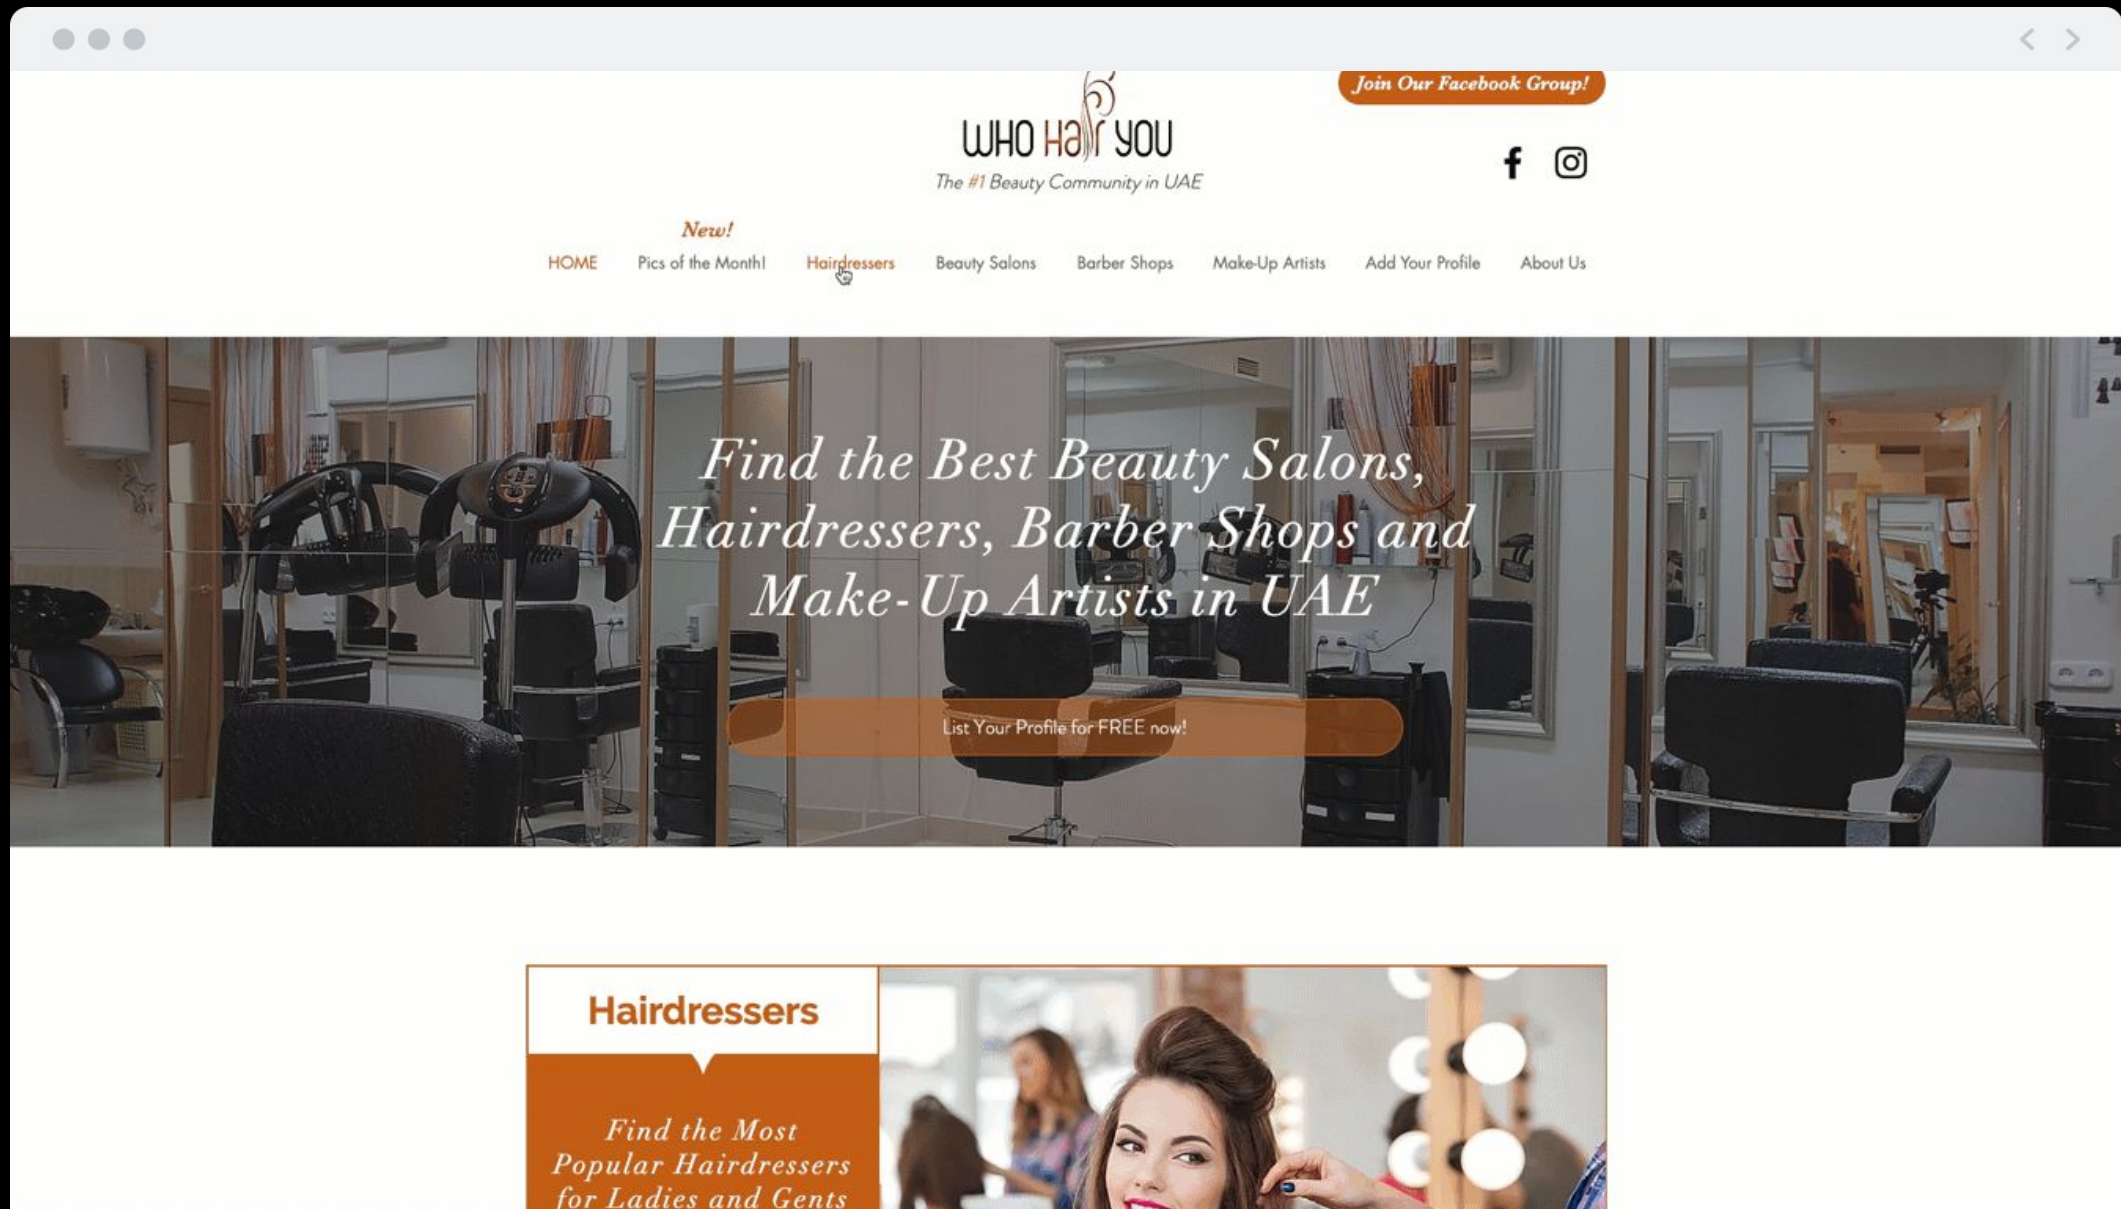 Join Our Facebook Group!
WHO Hair YOU
The #1 Beauty Community in UAE
New!
HOME Pics of the Month! Hairdressers Beauty Salons Barber Shops Make-Up Artists Add Your Profile About Us
Find the Best Beauty Salons,
Hairdressers, Barber Shops and
Make-Up Artists in UAE
List Your Profile for FREE now!
Hairdressers
Find the Most
Popular Hairdressers
for Ladies and Gents